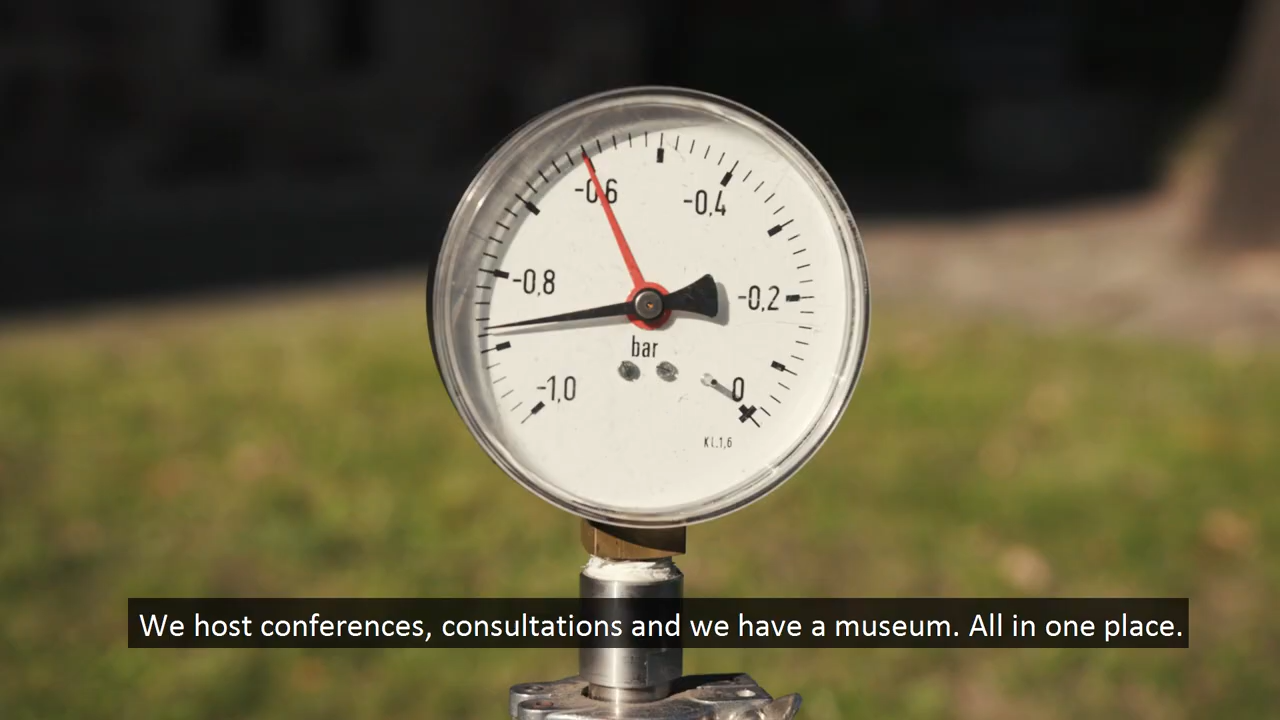 -0,6
-0,4
-0,8
-0,2
bar
-1,0
0
KL.1,6
We host conferences, consultations and we have a museum. All in one place.